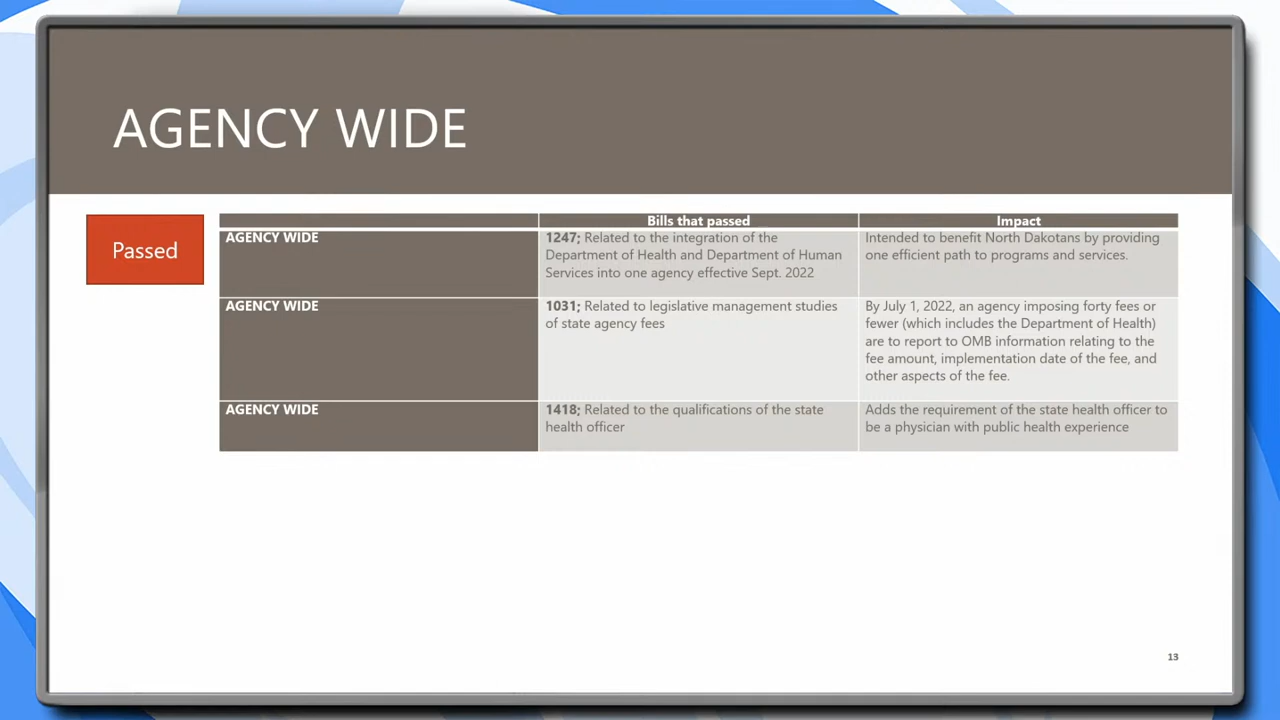 AGENCY WIDE
Passed
Bills that passed
Impact
AGENCY WIDE
1247; Related to the integration of the
Department of Health and Department of Human
Services into one agency effective Sept. 2022
Intended to benefit North Dakotans by providing
one efficient path to programs and services.
AGENCY WIDE
1031; Related to legislative management studies
of state agency fees
By July 1, 2022, an agency imposing forty fees or
fewer (which includes the Department of Health)
are to report to OMB information relating to the
fee amount, implementation date of the fee, and
other aspects of the fee.
AGENCY WIDE
1418; Related to the qualifications of the state
health officer
Adds the requirement of the state health officer to
be a physician with public health experience
13